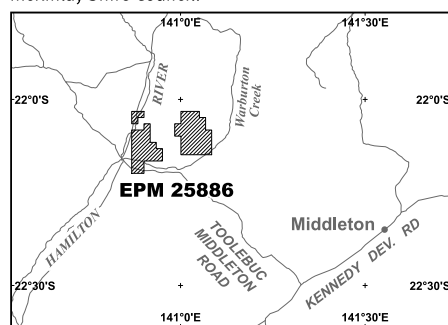 McKinlay Shire Council.
141°0'E
141°30'E
22°0'S
22°0'S
RIVER
Warburton
Creek
EPM 25886
HAMILTON
TOOLEBUC
MIDDLETON
ROAD
Middleton
KENNEDY DEV. RD
22°30'S
22°30'S
141°0'E
141°30'E